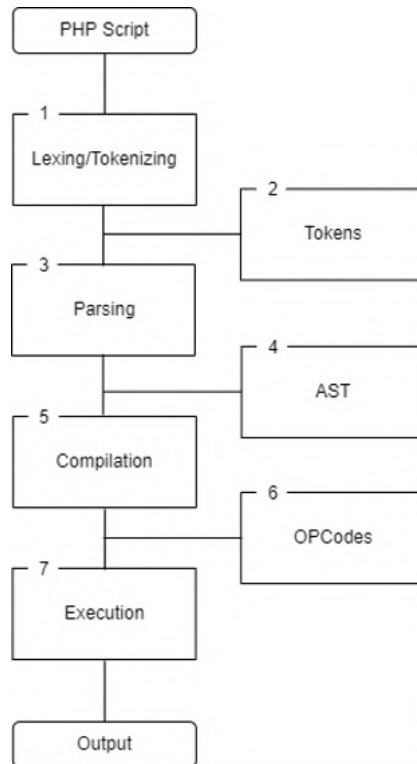 PHP Script
1
Lexing/Tokenizing
2
Tokens
3
Parsing
4
AST
5
Compilation
6
OPCodes
7
Execution
Output